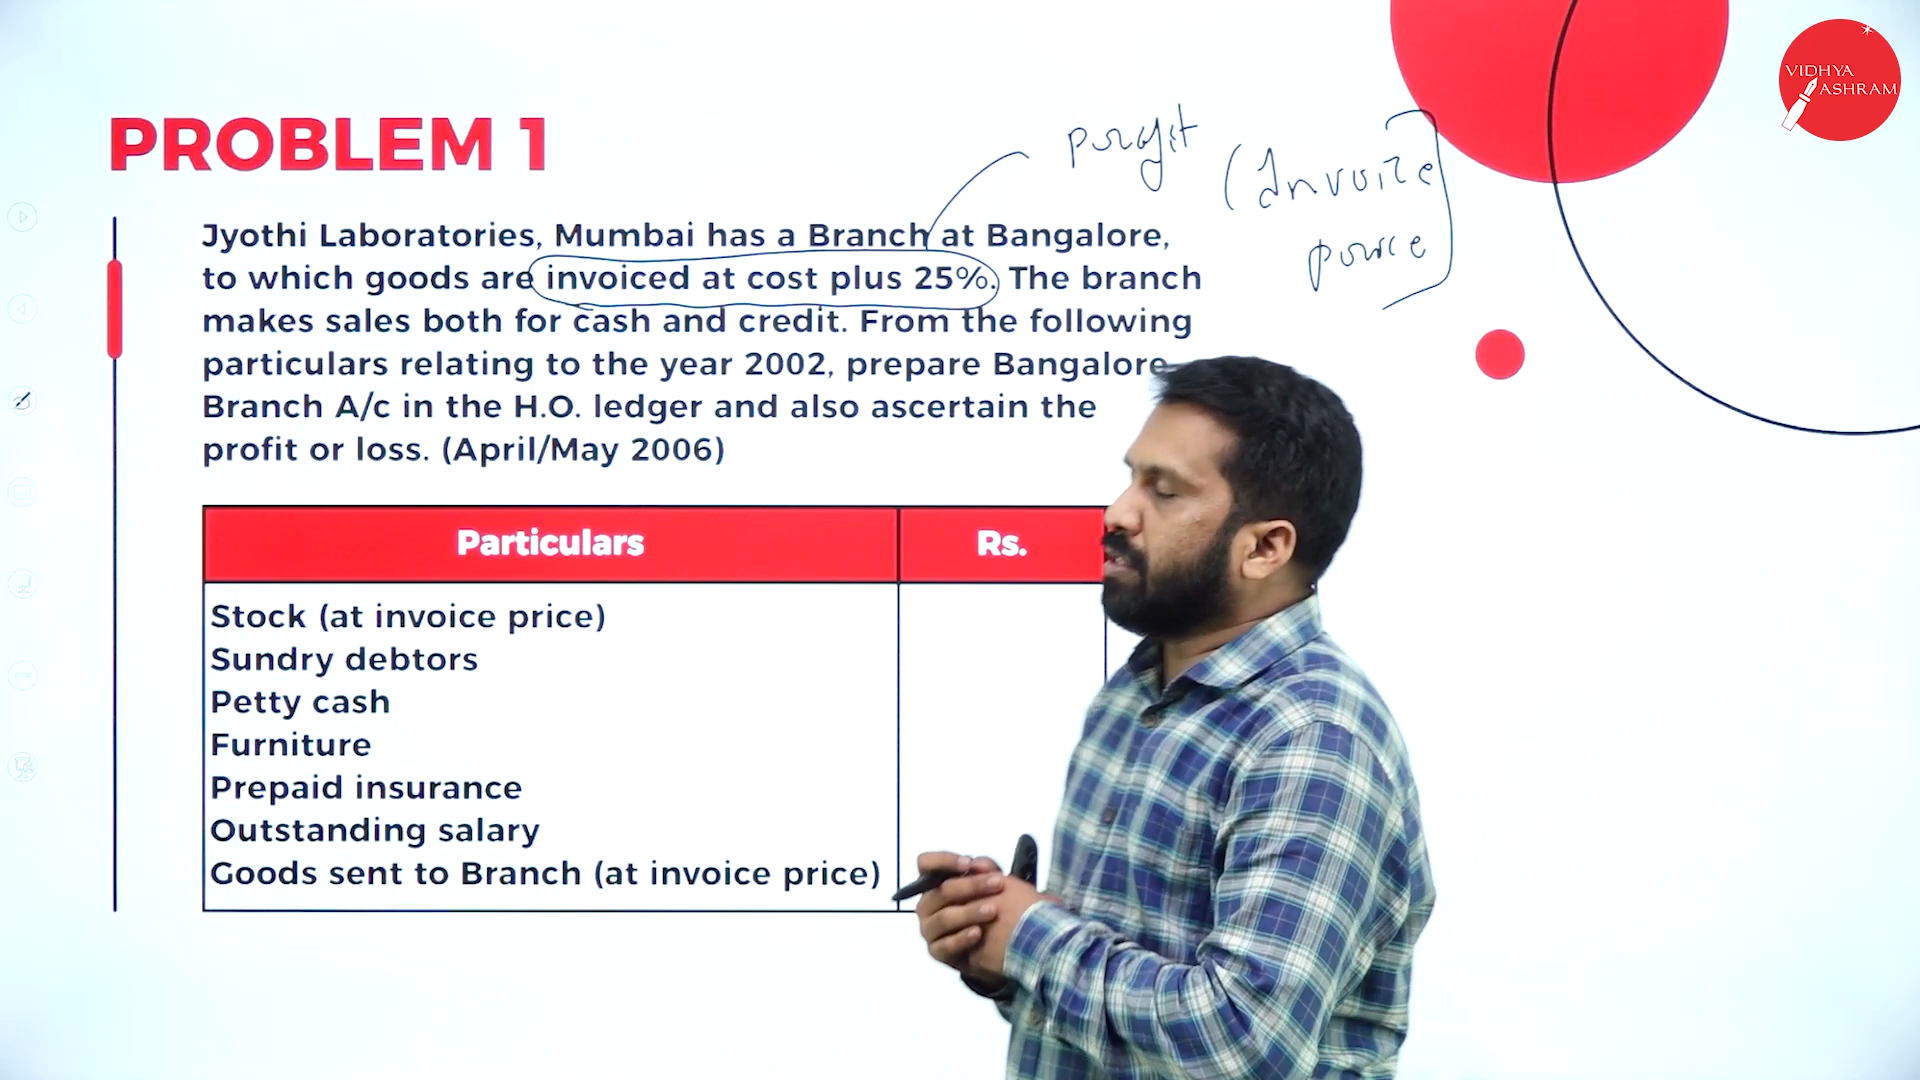 VIDHYA
ASHRAM
PROBLEM 1
profit
(Invoice
price
Jyothi Laboratories, Mumbai has a Branch at Bangalore,
to which goods are invoiced at cost plus 25%. The branch
makes sales both for cash and credit. From the following
particulars relating to the year 2002, prepare Bangalore
Branch A/c in the H.O. ledger and also ascertain the
profit or loss. (April/May 2006)
Particulars Rs.
Stock (at invoice price)
Sundry debtors
Petty cash
Furniture
Prepaid insurance
Outstanding salary
Goods sent to Branch (at invoice price)